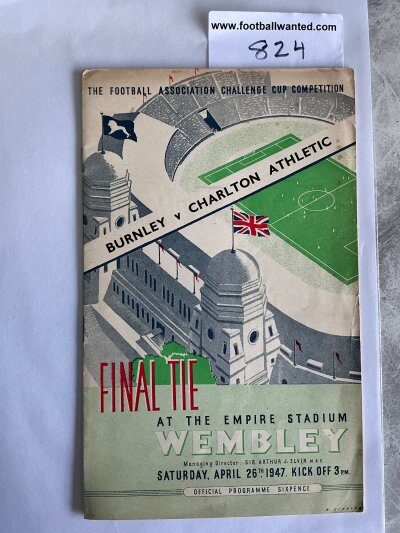 www.footballwanted.com
824
THE FOOTBALL ASSOCIATION CHALLENGE CUP COMPETITION
BURNLEY v CHARLTON ATHLETIC
FINAL TIE
AT THE EMPIRE STADIUM
WEMBLEY
Managing Director: SIR ARTHUR J. ELVIN M.B.E.
SATURDAY, APRIL 26TH 1947. KICK OFF 3 P.M.
OFFICIAL PROGRAMME SIXPENCE